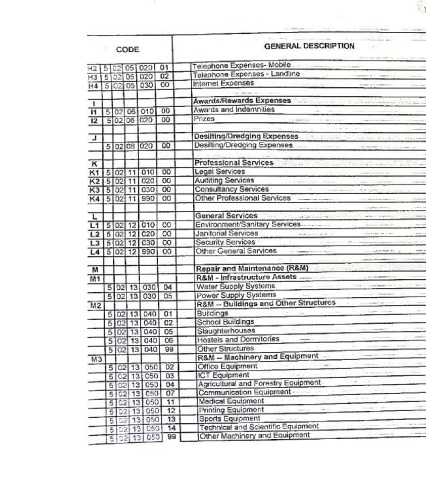 CODE GENERAL DESCRIPTION
H2 5 02 05 020 01 Telephone Expenses- Mobile
H3 5 02 05 020 02 Telephone Expenses - Landline
H4 5 02 05 030 00 Internet Expenses
I Awards/Rewards Expenses
I1 5 02 06 010 00 Awards and Indemnities
I2 5 02 06 020 00 Prizes
J Desilting/Dredging Expenses
5 02 08 020 00 Desilting/Dredging Expenses
K Professional Services
K1 5 02 11 010 00 Legal Services
K2 5 02 11 020 00 Auditing Services
K3 5 02 11 030 00 Consultancy Services
K4 5 02 11 990 00 Other Professional Services
L General Services
L1 5 02 12 010 00 Environment/Sanitary Services
L2 5 02 12 020 00 Janitorial Services
L3 5 02 12 030 00 Security Services
L4 5 02 12 990 00 Other General Services
M Repair and Maintenance (R&M)
M1 R&M - Infrastructure Assets
5 02 13 030 04 Water Supply Systems
5 02 13 030 05 Power Supply Systems
M2 R&M -- Buildings and Other Structures
5 02 13 040 01 Buildings
5 02 13 040 02 School Buildings
5 02 13 040 05 Slaughterhouses
5 02 13 040 06 Hostels and Dormitories
5 02 13 040 99 Other Structures
M3 R&M -- Machinery and Equipment
5 02 13 050 02 Office Equipment
5 02 13 050 03 ICT Equipment
5 02 13 050 04 Agricultural and Forestry Equipment
5 02 13 050 07 Communication Equipment
5 02 13 050 11 Medical Equipment
5 02 13 050 12 Printing Equipment
5 02 13 050 13 Sports Equipment
5 02 13 050 14 Technical and Scientific Equipment
5 02 13 050 99 Other Machinery and Equipment